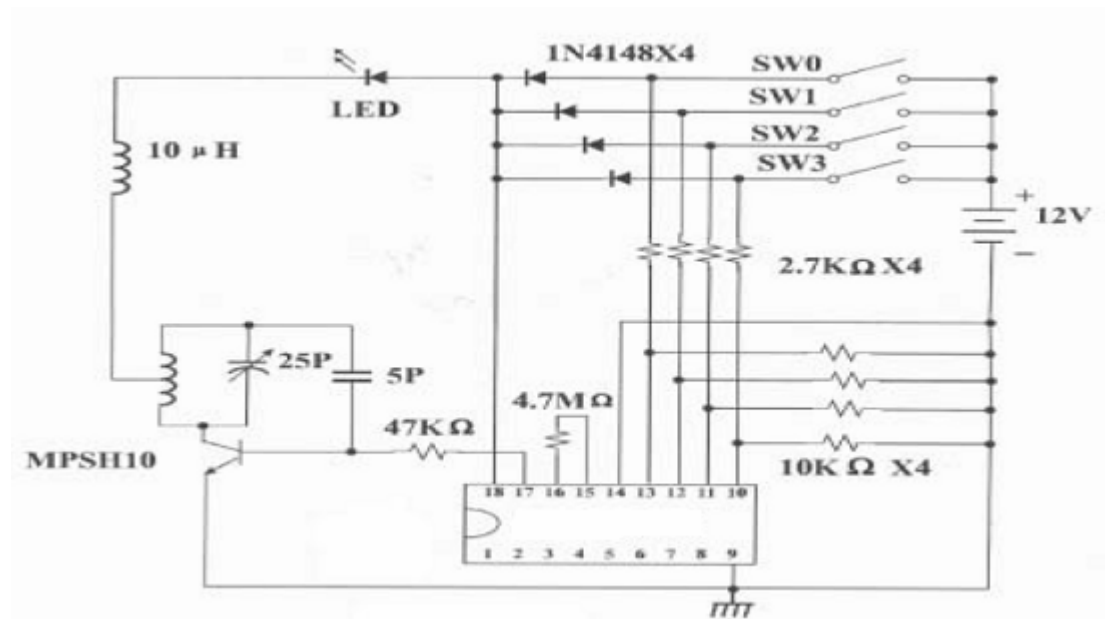 1N4148X4
SW0
LED
SW1
10 μH
SW2
SW3
+
12V
−
2.7KΩ X4
25P
5P
4.7MΩ
47KΩ
MPSH10
10KΩ X4
18 17 16 15 14 13 12 11 10
1 2 3 4 5 6 7 8 9